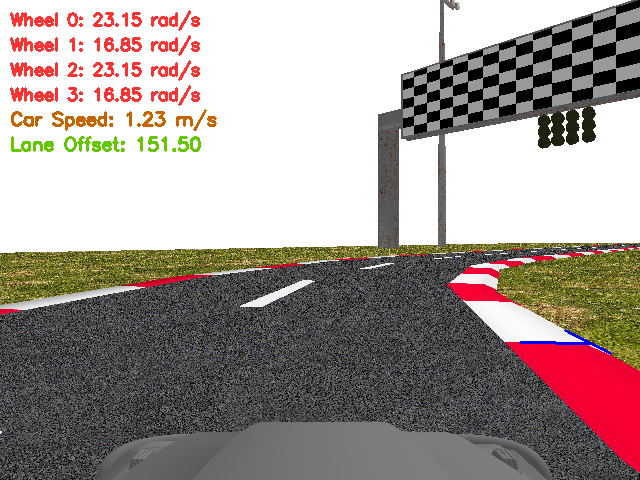 Wheel 0: 23.15 rad/s
Wheel 1: 16.85 rad/s
Wheel 2: 23.15 rad/s
Wheel 3: 16.85 rad/s
Car Speed: 1.23 m/s
Lane Offset: 151.50